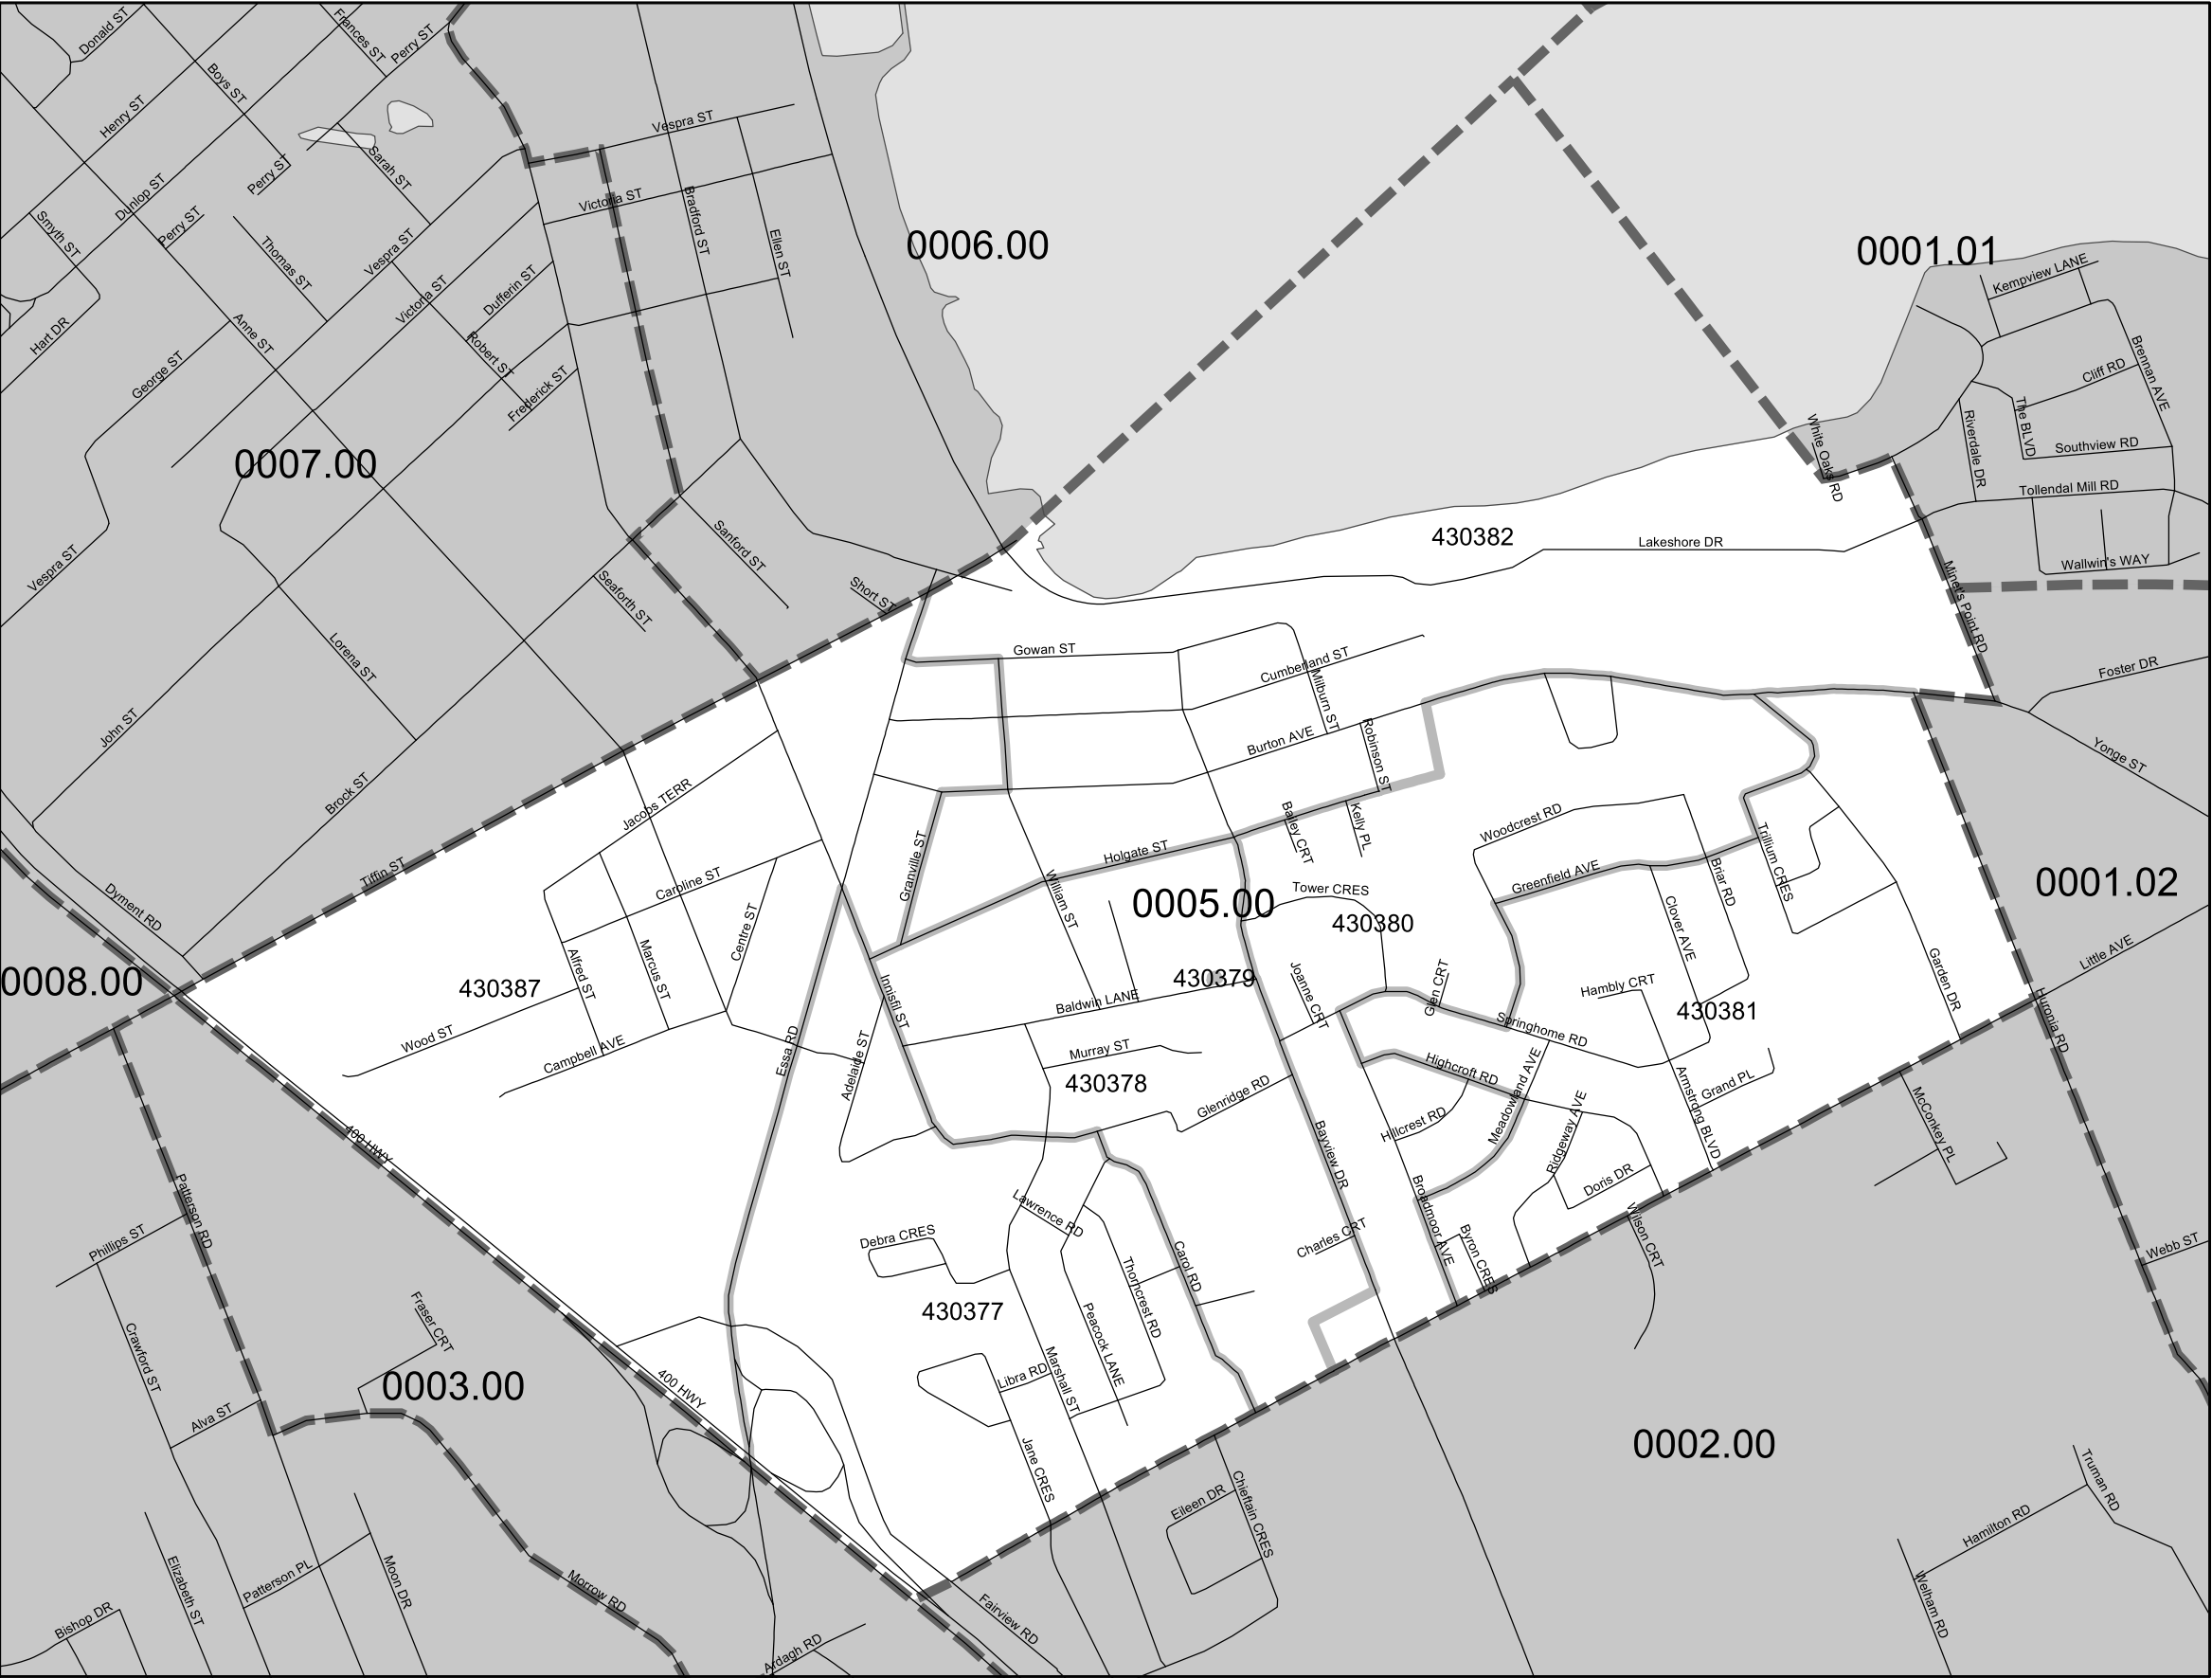 Donald ST
Frances ST
Perry ST
Boys ST
Henry ST
Vespra ST
Sarah ST
Perry ST
Dunlop ST
Victoria ST
Bradford ST
Perry ST
Smyth ST
Thomas ST
Vespra ST
Ellen ST
0006.00
0001.01
Kempview LANE
Dufferin ST
Victoria ST
Hart DR
Anne ST
George ST
Robert ST
Frederick ST
Brennan AVE
Cliff RD
The BLVD
Riverdale DR
Southview RD
0007.00
White Oaks RD
Tollendal Mill RD
430382
Lakeshore DR
Sanford ST
Vespra ST
Seaforth ST
Short ST
Wallwin's WAY
Minet's Point RD
Lorena ST
Gowan ST
Cumberland ST
Milburn ST
Foster DR
John ST
Burton AVE
Robinson ST
Yonge ST
Brock ST
Jacobs TERR
Bailey CRT
Kelly PL
Woodcrest RD
Trillium CRES
Tiffin ST
Granville ST
Holgate ST
Greenfield AVE
Briar RD
Dyment RD
Caroline ST
William ST
0005.00
Tower CRES
430380
0001.02
Centre ST
Clover AVE
Marcus ST
Alfred ST
Little AVE
0008.00
430387
Innisfil ST
430379
Joanne CRT
Glen CRT
Hambly CRT
Garden DR
Baldwin LANE
430381
Huronia RD
Wood ST
Campbell AVE
Essa RD
Adelaide ST
Murray ST
Springhome RD
430378
Highcroft RD
Glenridge RD
Meadowland AVE
Grand PL
Armstrong BLVD
400 HWY
Hillcrest RD
Ridgeway AVE
McConkey PL
Bayview DR
Doris DR
Patterson RD
Lawrence RD
Broadmoor AVE
Wilson CRT
Phillips ST
Debra CRES
Charles CRT
Byron CRES
Webb ST
Carol RD
Thorncrest RD
430377
Fraser CRT
Crawford ST
Peacock LANE
Marshall ST
Libra RD
400 HWY
0003.00
Alva ST
0002.00
Jane CRES
Chieftain CRES
Eileen DR
Truman RD
Hamilton RD
Elizabeth ST
Patterson PL
Moon DR
Morrow RD
Welham RD
Bishop DR
Fairview RD
Ardagh RD